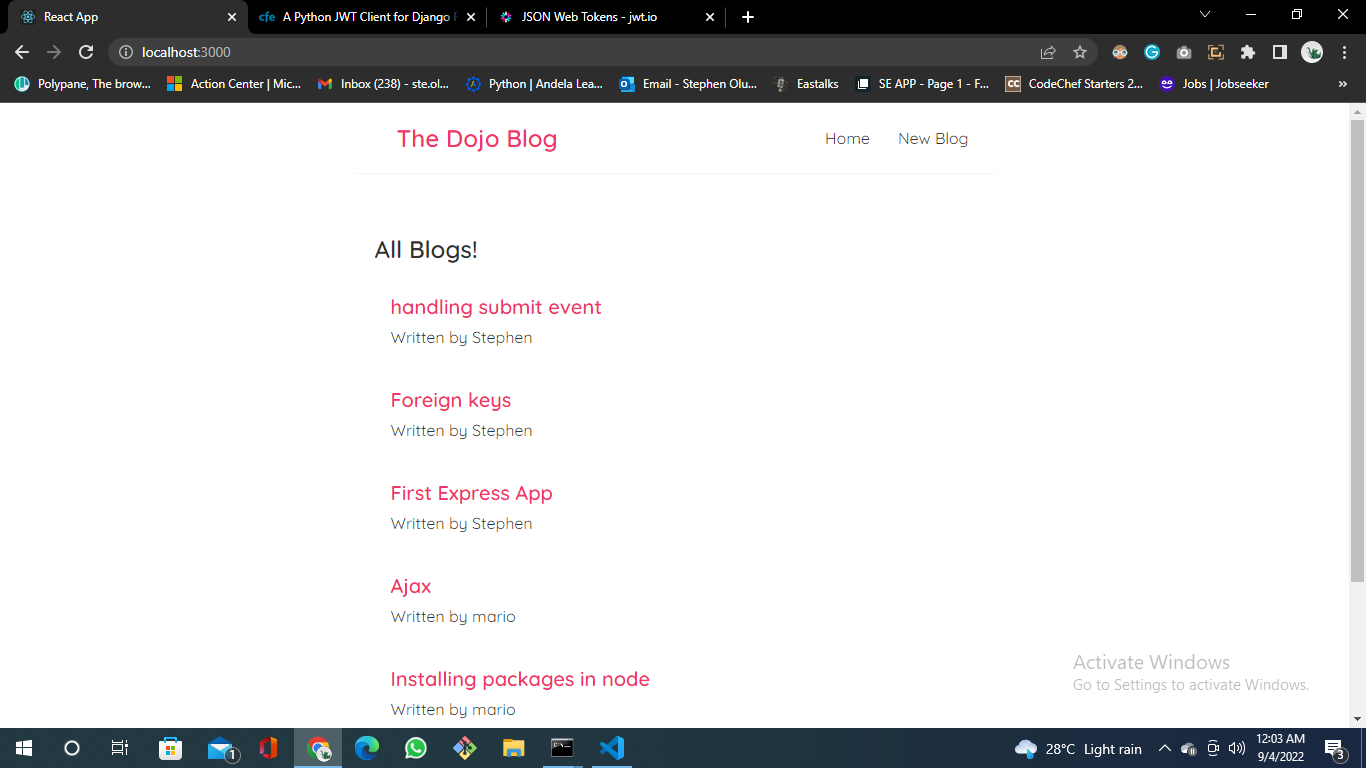 React App
cfe A Python JWT Client for Django
JSON Web Tokens - jwt.io
localhost:3000
Polypane, The brow...
Action Center | Mic...
Inbox (238) - ste.ol...
Python | Andela Lea...
Email - Stephen Olu...
Eastalks
SE APP - Page 1 - F...
CC CodeChef Starters 2...
Jobs | Jobseeker
The Dojo Blog
Home
New Blog
All Blogs!
handling submit event
Written by Stephen
Foreign keys
Written by Stephen
First Express App
Written by Stephen
Ajax
Written by mario
Installing packages in node
Written by mario
Activate Windows
Go to Settings to activate Windows.
1
28°C Light rain
12:03 AM
9/4/2022
3